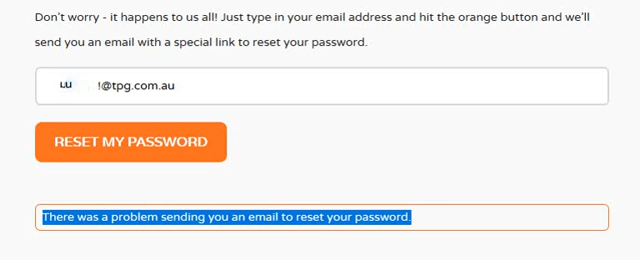 Don't worry - it happens to us all! Just type in your email address and hit the orange button and we'll
send you an email with a special link to reset your password.
@tpg.com.au
RESET MY PASSWORD
There was a problem sending you an email to reset your password.